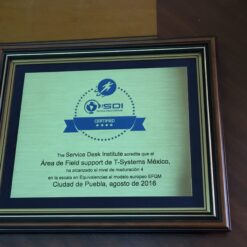 SDI
CERTIFIED
The Service Desk Institute acredita que el
Área de Field support de T-Systems México,
ha alcanzado el nivel de maduración 4
en la escala en Equivalencias al modelo europeo EFQM
Ciudad de Puebla, agosto de 2016